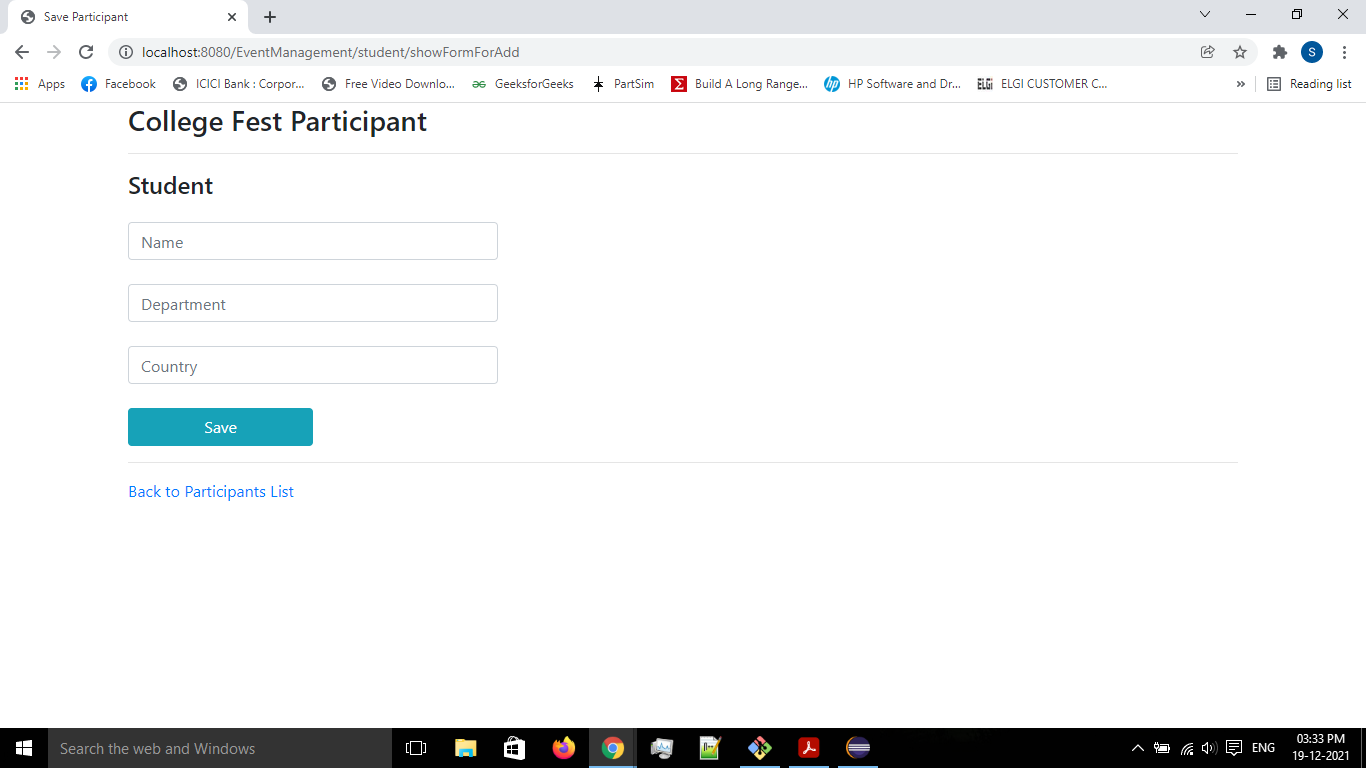 Save Participant
localhost:8080/EventManagement/student/showFormForAdd
S
Apps Facebook ICICI Bank : Corpor... Free Video Downlo... GeeksforGeeks PartSim Σ Build A Long Range... hp HP Software and Dr... ELGi ELGI CUSTOMER C... » Reading list
College Fest Participant
Student
Name
Department
Country
Save
Back to Participants List
Search the web and Windows
ENG
03:33 PM
19-12-2021